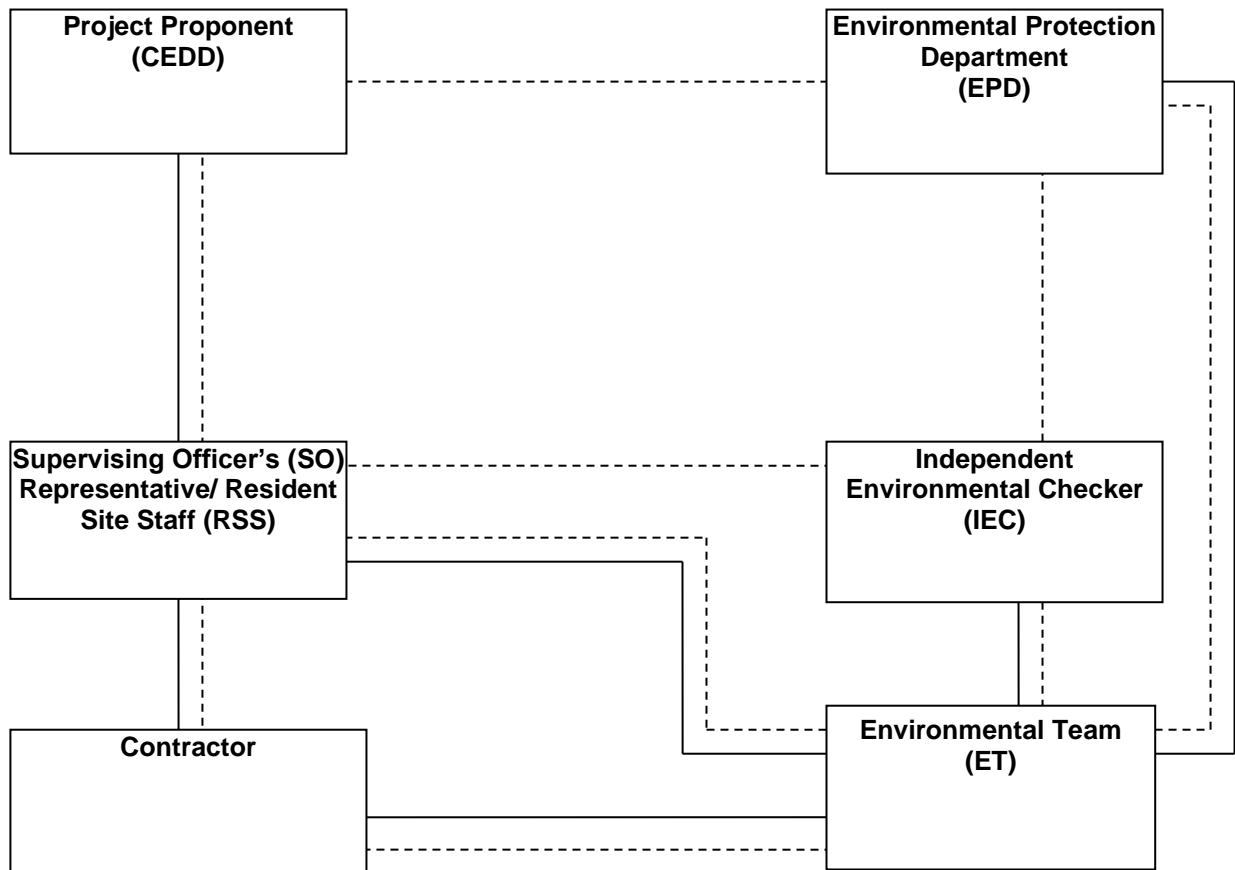 Project Proponent
(CEDD)
Environmental Protection
Department
(EPD)
Supervising Officer's (SO)
Representative/ Resident
Site Staff (RSS)
Independent
Environmental Checker
(IEC)
Contractor
Environmental Team
(ET)